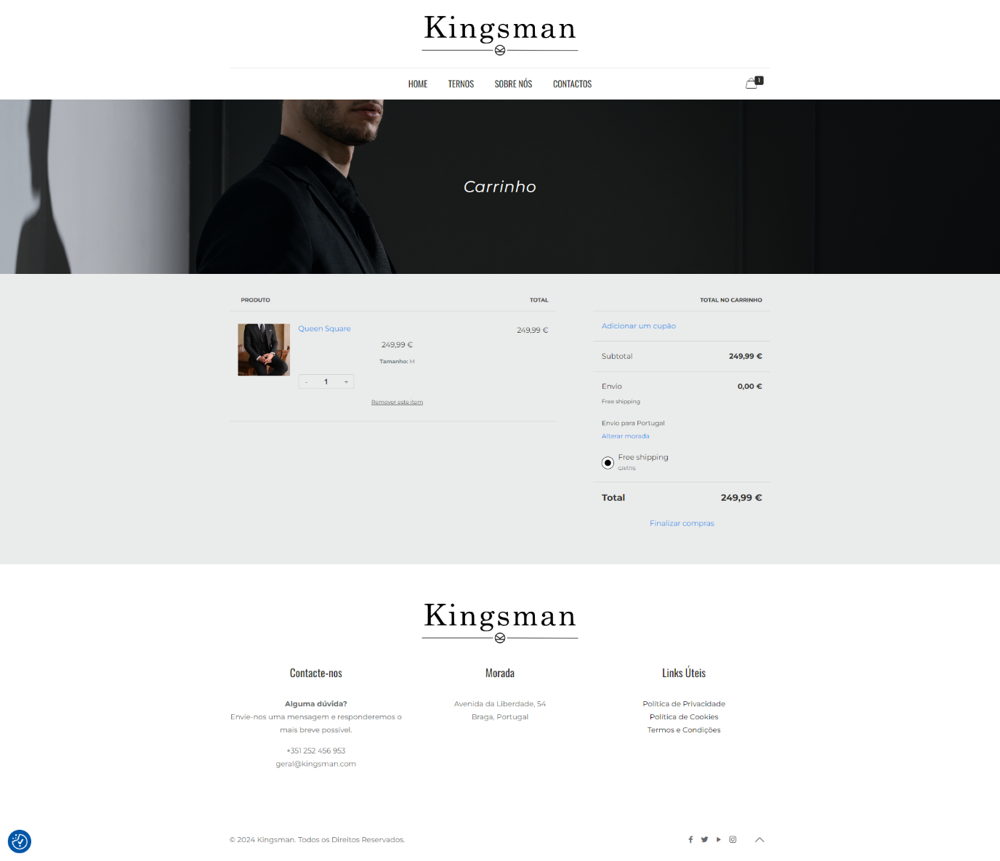 Kingsman
HOME TERNOS SOBRE NÓS CONTACTOS 1
Carrinho
PRODUTO TOTAL
Queen Square 249,99 €
249,99 €
Tamanho: M
- 1 +
Remover este item
TOTAL NO CARRINHO
Adicionar um cupão
Subtotal 249,99 €
Envio 0,00 €
Free shipping
Envio para Portugal
Alterar morada
Free shipping
GRÁTIS
Total 249,99 €
Finalizar compras
Kingsman
Contacte-nos
Alguma dúvida?
Envie-nos uma mensagem e responderemos o
mais breve possível.
+351 252 456 953
geral@kingsman.com
Morada
Avenida da Liberdade, 54
Braga, Portugal
Links Úteis
Política de Privacidade
Política de Cookies
Termos e Condições
© 2024 Kingsman. Todos os Direitos Reservados.